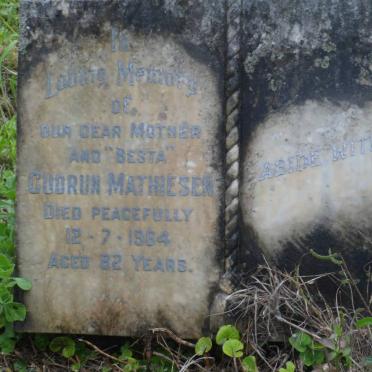 In
Loving Memory
of
our dear Mother
and "Besta"
Gudrun Mathiesen
Died peacefully
12-7-1964
Aged 82 years.
Abide with